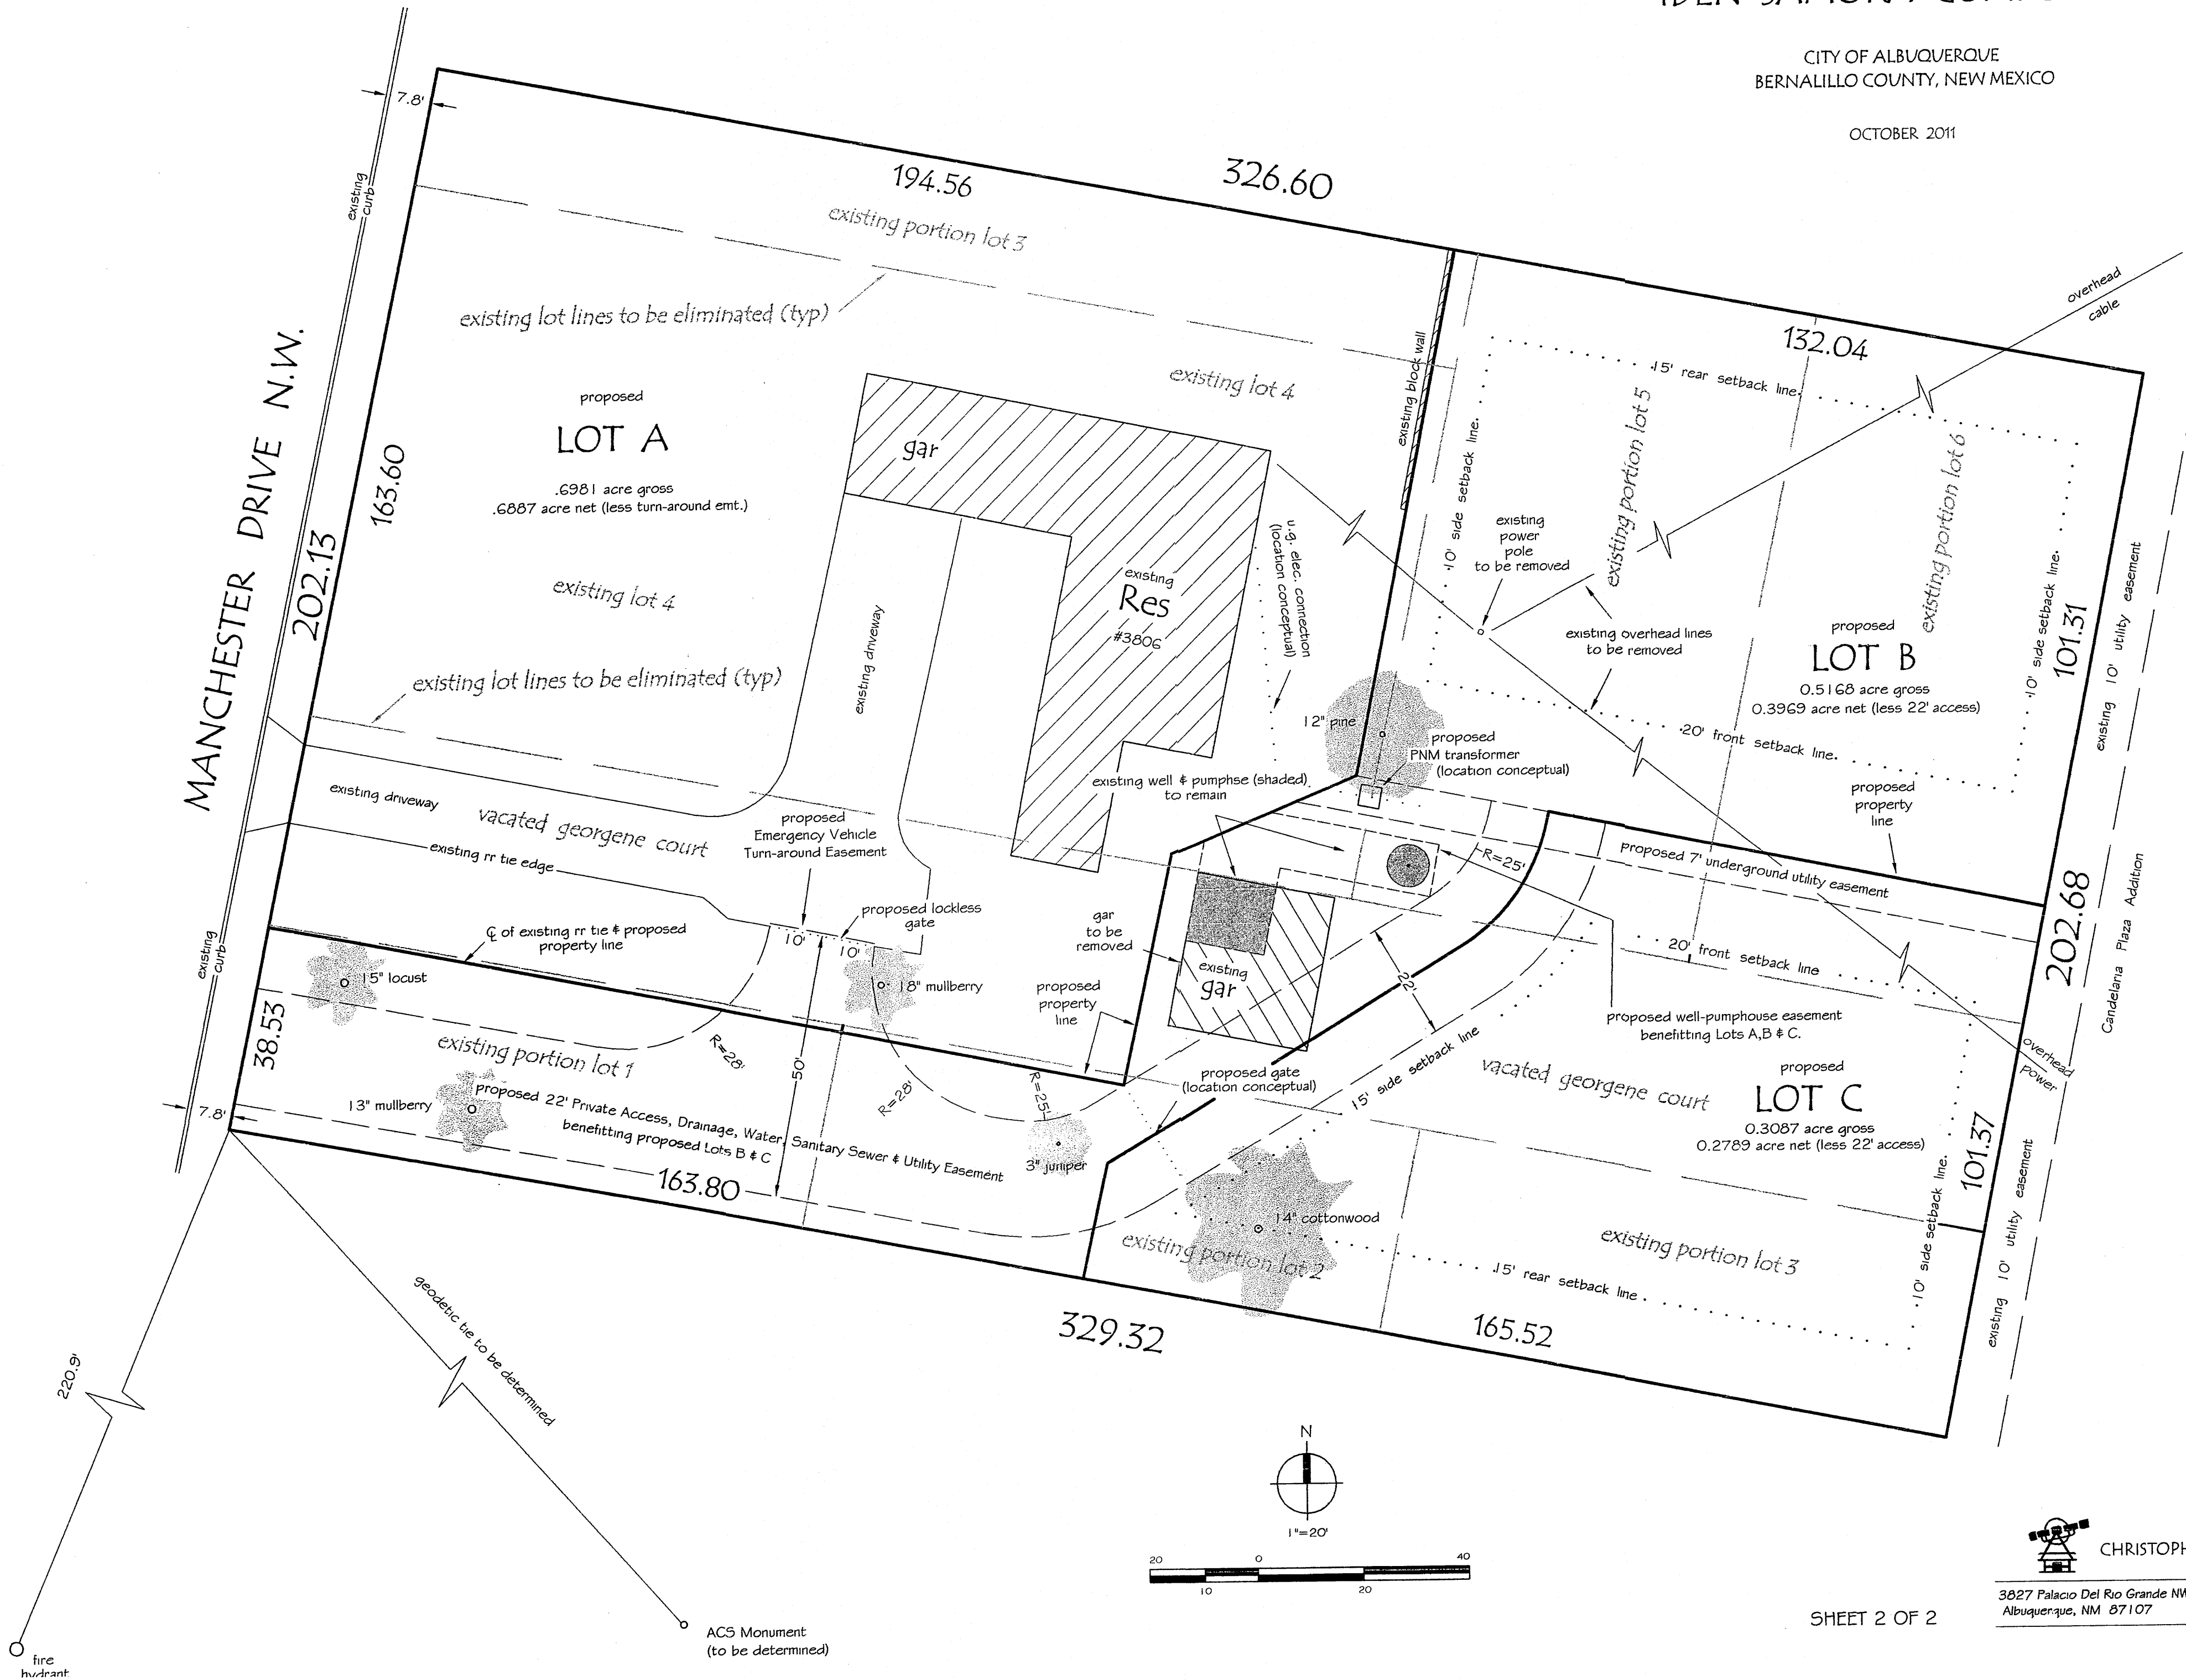 CITY OF ALBUQUERQUE
BERNALILLO COUNTY, NEW MEXICO
OCTOBER 2011
7.8'
existing
curb
194.56
326.60
existing portion lot 3
existing lot lines to be eliminated (typ)
existing lot 4
overhead
cable
132.04
15' rear setback line
existing block wall
10' side setback line
existing portion lot 5
existing portion lot 6
proposed
LOT A
.6981 acre gross
.6887 acre net (less turn-around emt.)
gar
MANCHESTER DRIVE N.W.
163.60
202.13
existing lot 4
existing driveway
existing
Res
#3806
u.g. elec. connection
(location conceptual)
existing
power
pole
to be removed
existing overhead lines
to be removed
proposed
LOT B
0.5168 acre gross
0.3969 acre net (less 22' access)
10' side setback line
101.31
existing 10' utility easement
existing lot lines to be eliminated (typ)
12" pine
proposed
PNM transformer
(location conceptual)
20' front setback line
existing well & pumphse (shaded)
to remain
proposed
property
line
existing driveway
vacated georgene court
proposed
Emergency Vehicle
Turn-around Easement
existing rr tie edge
R=25'
proposed 7' underground utility easement
202.68
Candelaria Plaza Addition
proposed lockless
gate
10'
10'
gar
to be
removed
℄ of existing rr tie & proposed
property line
existing
curb
15" locust
18" mullberry
proposed
property
line
existing
gar
22'
20' front setback line
proposed well-pumphouse easement
benefitting Lots A,B & C.
38.53
existing portion lot 1
R=28'
50'
R=28'
R=25'
proposed gate
(location conceptual)
15' side setback line
vacated georgene court
overhead
power
proposed
LOT C
0.3087 acre gross
0.2789 acre net (less 22' access)
7.8'
13" mullberry
proposed 22' Private Access, Drainage, Water, Sanitary Sewer & Utility Easement
benefitting proposed Lots B & C
3" juniper
163.80
14" cottonwood
existing portion lot 2
existing portion lot 3
15' rear setback line
10' side setback line
101.37
existing 10' utility easement
329.32
165.52
220.9'
geodetic tie to be determined
N
1"=20'
20
0
40
10
20
ACS Monument
(to be determined)
fire
hydrant
SHEET 2 OF 2
CHRISTOPH
3827 Palacio Del Rio Grande NW
Albuquerque, NM 87107